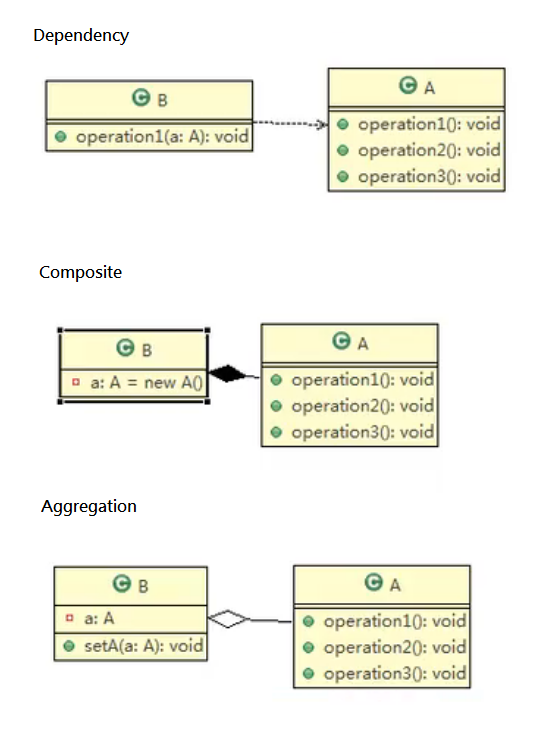 Dependency
C B
operation1(a: A): void
C A
operation1(): void
operation2(): void
operation3(): void
Composite
C B
a: A = new A()
C A
operation1(): void
operation2(): void
operation3(): void
Aggregation
C B
a: A
setA(a: A): void
C A
operation1(): void
operation2(): void
operation3(): void